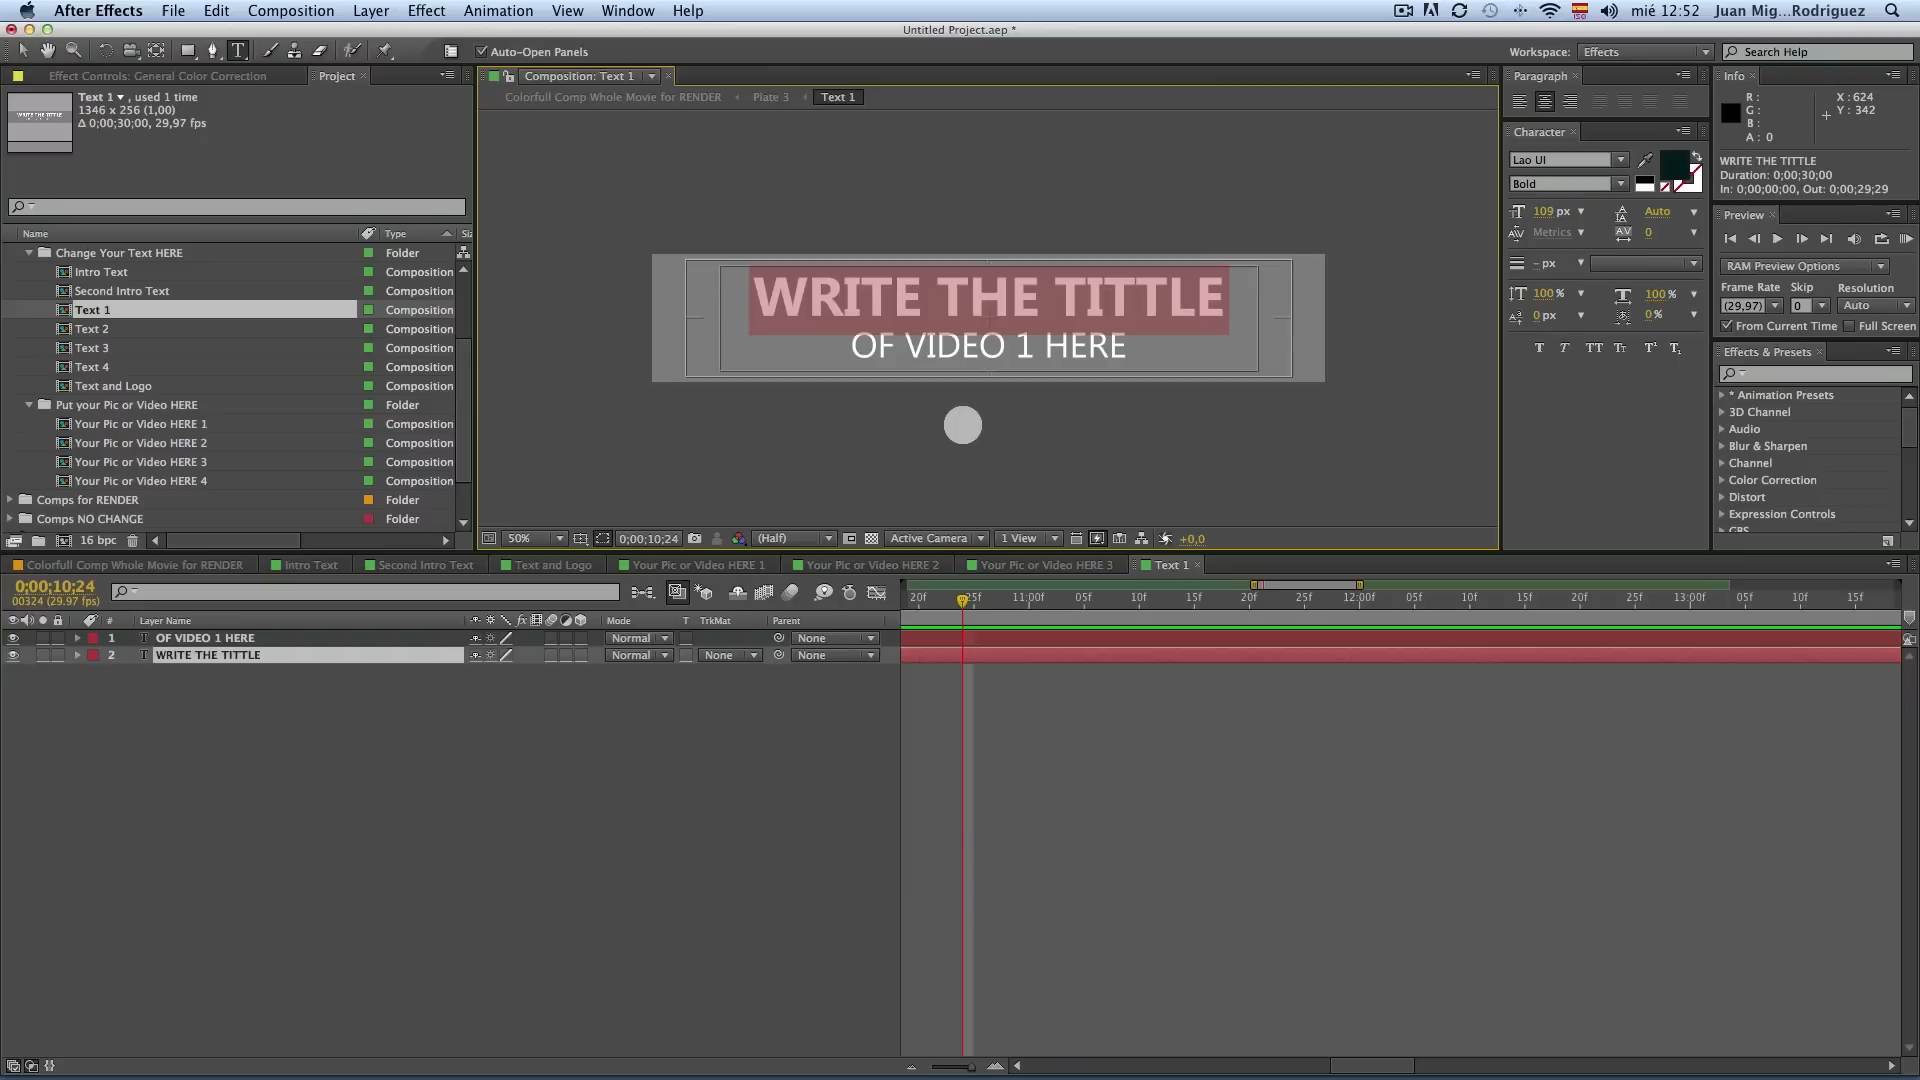 After Effects File Edit Composition Layer Effect Animation View Window Help mié 12:52 Juan Mig...Rodriguez
Untitled Project.aep *
T Auto-Open Panels Workspace: Effects Search Help
Effect Controls: General Color Correction Project
Text 1 , used 1 time
1346 x 256 (1,00)
Δ 0;00;30;00, 29,97 fps
WRITE THE TITTLE
Name Type Siz
Change Your Text HERE Folder
Intro Text Composition
Second Intro Text Composition
Text 1 Composition
Text 2 Composition
Text 3 Composition
Text 4 Composition
Text and Logo Composition
Put your Pic or Video HERE Folder
Your Pic or Video HERE 1 Composition
Your Pic or Video HERE 2 Composition
Your Pic or Video HERE 3 Composition
Your Pic or Video HERE 4 Composition
Comps for RENDER Folder
Comps NO CHANGE Folder
16 bpc
Composition: Text 1
Colorfull Comp Whole Movie for RENDER Plate 3 Text 1
WRITE THE TITTLE
OF VIDEO 1 HERE
50% 0;00;10;24 (Half) Active Camera 1 View +0,0
Paragraph
Character
Lao UI
Bold
109 px Auto
Metrics 0
- px
100 % 100 %
0 px 0 %
T T TT Tт T¹ T₁
Info
R : X : 624
G : Y : 342
B :
A : 0
WRITE THE TITTLE
Duration: 0;00;30;00
In: 0;00;00;00, Out: 0;00;29;29
Preview
RAM Preview Options
Frame Rate Skip Resolution
(29,97) 0 Auto
From Current Time Full Screen
Effects & Presets
* Animation Presets
3D Channel
Audio
Blur & Sharpen
Channel
Color Correction
Distort
Expression Controls
Colorfull Comp Whole Movie for RENDER Intro Text Second Intro Text Text and Logo Your Pic or Video HERE 1 Your Pic or Video HERE 2 Your Pic or Video HERE 3 Text 1
0;00;10;24
00324 (29.97 fps)
20f 25f 11:00f 05f 10f 15f 20f 25f 12:00f 05f 10f 15f 20f 25f 13:00f 05f 10f 15f
# Layer Name fx Mode T TrkMat Parent
1 T OF VIDEO 1 HERE Normal None
2 T WRITE THE TITTLE Normal None None